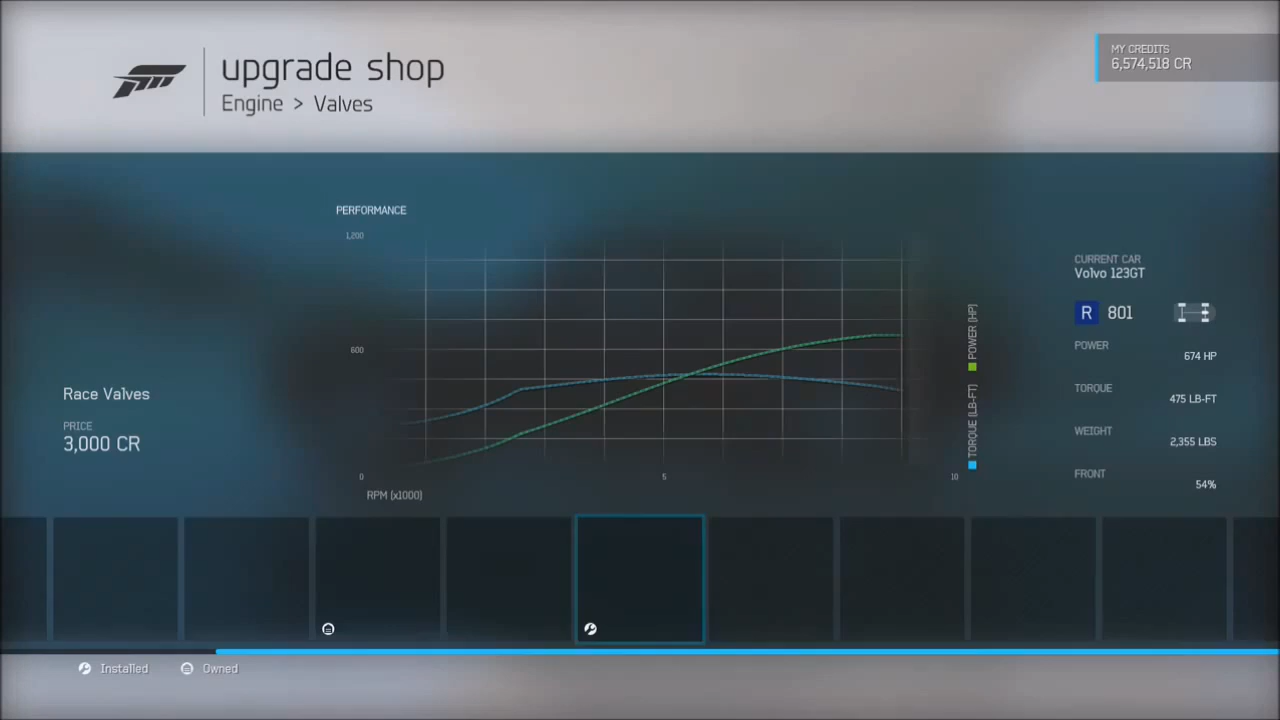 upgrade shop
Engine > Valves
MY CREDITS
6,574,518 CR
PERFORMANCE
1,200
600
0
5
10
RPM (x1000)
POWER (HP)
TORQUE (LB-FT)
Race Valves
PRICE
3,000 CR
CURRENT CAR
Volvo 123GT
R 801
POWER
674 HP
TORQUE
475 LB-FT
WEIGHT
2,355 LBS
FRONT
54%
Installed
Owned